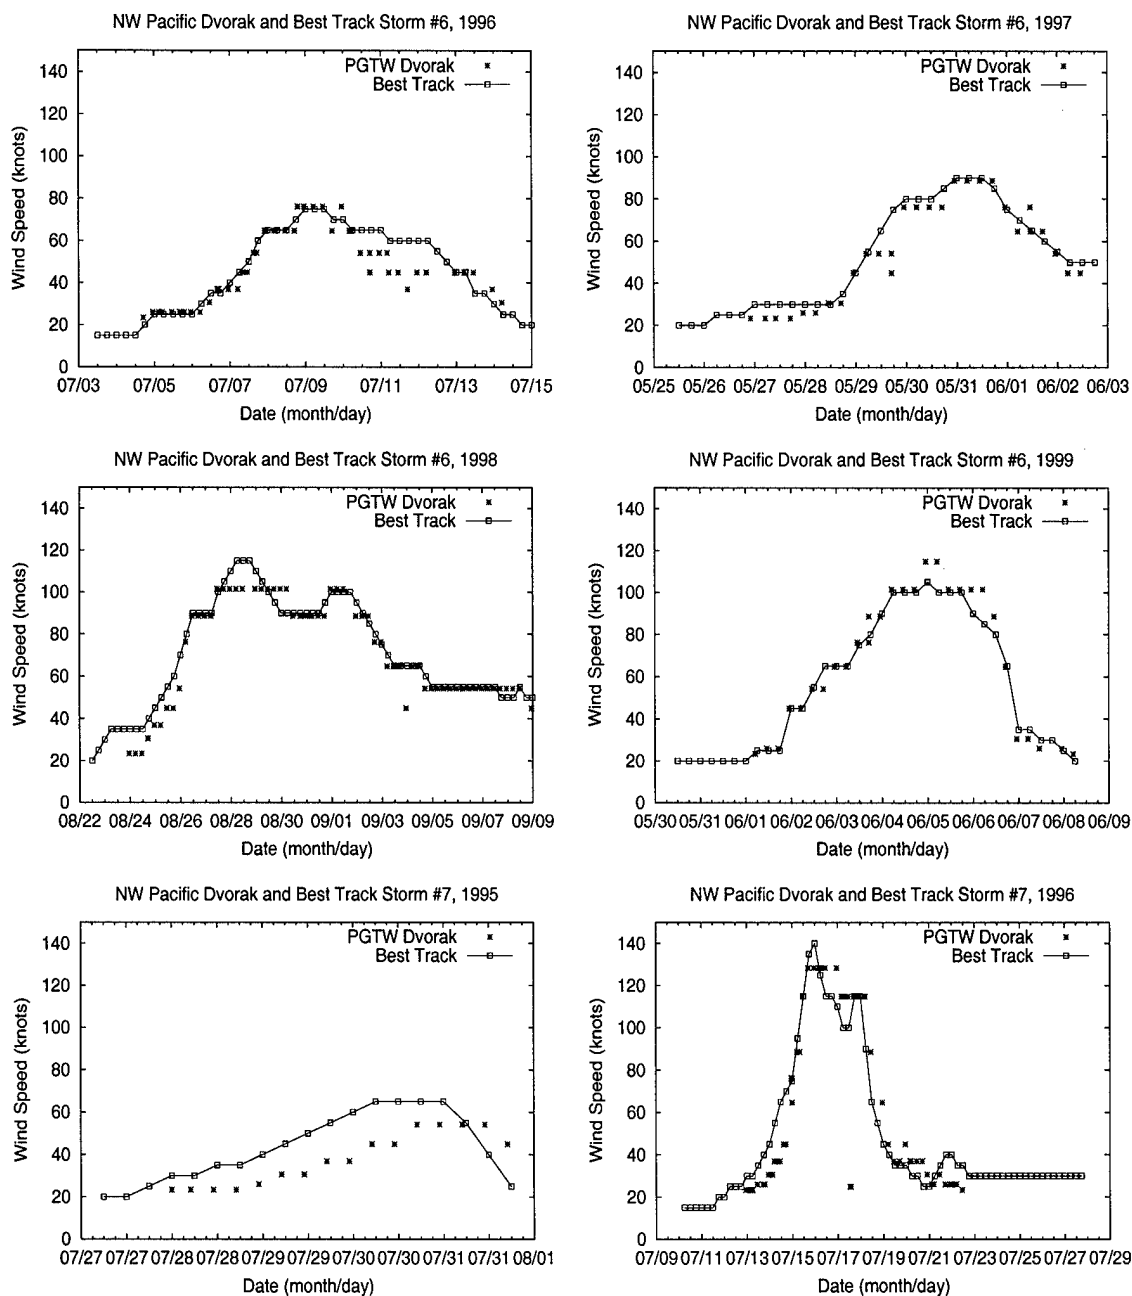 NW Pacific Dvorak and Best Track Storm #6, 1996
PGTW Dvorak
Best Track
Wind Speed (knots)
140
120
100
80
60
40
20
0
07/03 07/05 07/07 07/09 07/11 07/13 07/15
Date (month/day)
NW Pacific Dvorak and Best Track Storm #6, 1997
PGTW Dvorak
Best Track
Wind Speed (knots)
140
120
100
80
60
40
20
0
05/25 05/26 05/27 05/28 05/29 05/30 05/31 06/01 06/02 06/03
Date (month/day)
NW Pacific Dvorak and Best Track Storm #6, 1998
PGTW Dvorak
Best Track
Wind Speed (knots)
140
120
100
80
60
40
20
0
08/22 08/24 08/26 08/28 08/30 09/01 09/03 09/05 09/07 09/09
Date (month/day)
NW Pacific Dvorak and Best Track Storm #6, 1999
PGTW Dvorak
Best Track
Wind Speed (knots)
140
120
100
80
60
40
20
0
05/30 05/31 06/01 06/02 06/03 06/04 06/05 06/06 06/07 06/08 06/09
Date (month/day)
NW Pacific Dvorak and Best Track Storm #7, 1995
PGTW Dvorak
Best Track
Wind Speed (knots)
140
120
100
80
60
40
20
0
07/27 07/27 07/28 07/28 07/29 07/29 07/30 07/30 07/31 07/31 08/01
Date (month/day)
NW Pacific Dvorak and Best Track Storm #7, 1996
PGTW Dvorak
Best Track
Wind Speed (knots)
140
120
100
80
60
40
20
0
07/09 07/11 07/13 07/15 07/17 07/19 07/21 07/23 07/25 07/27 07/29
Date (month/day)